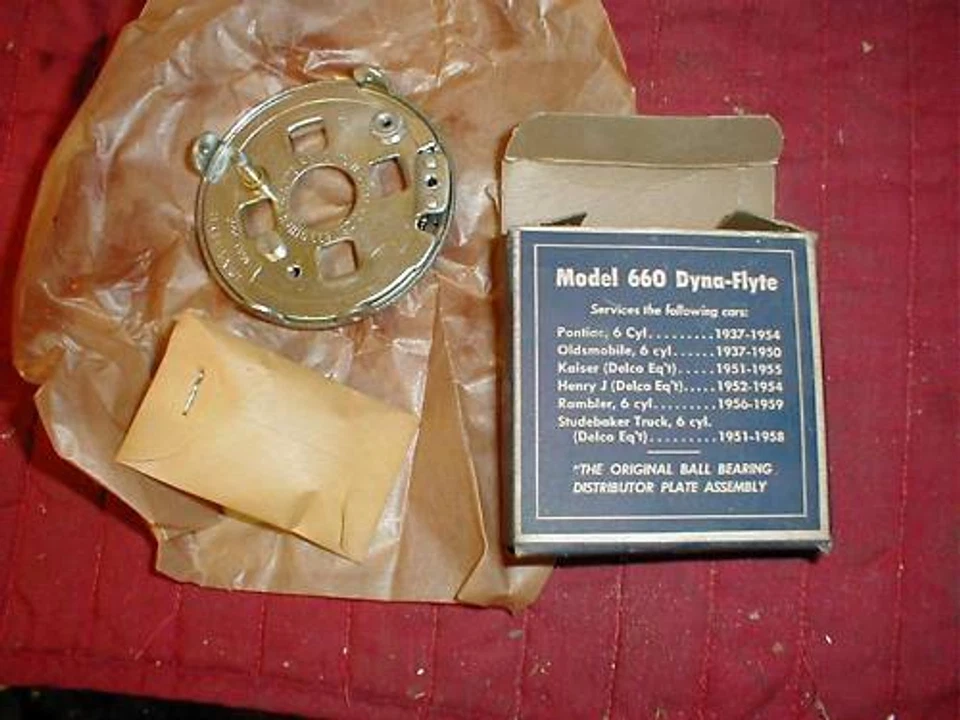 Model 660 Dyna-Flyte
Services the following cars:
Pontiac, 6 Cyl.........1937-1954
Oldsmobile, 6 cyl......1937-1950
Kaiser (Delco Eq't)......1951-1955
Henry J (Delco Eq't).....1952-1954
Rambler, 6 cyl.........1956-1959
Studebaker Truck, 6 cyl.
(Delco Eq't).........1951-1958
"THE ORIGINAL BALL BEARING
DISTRIBUTOR PLATE ASSEMBLY